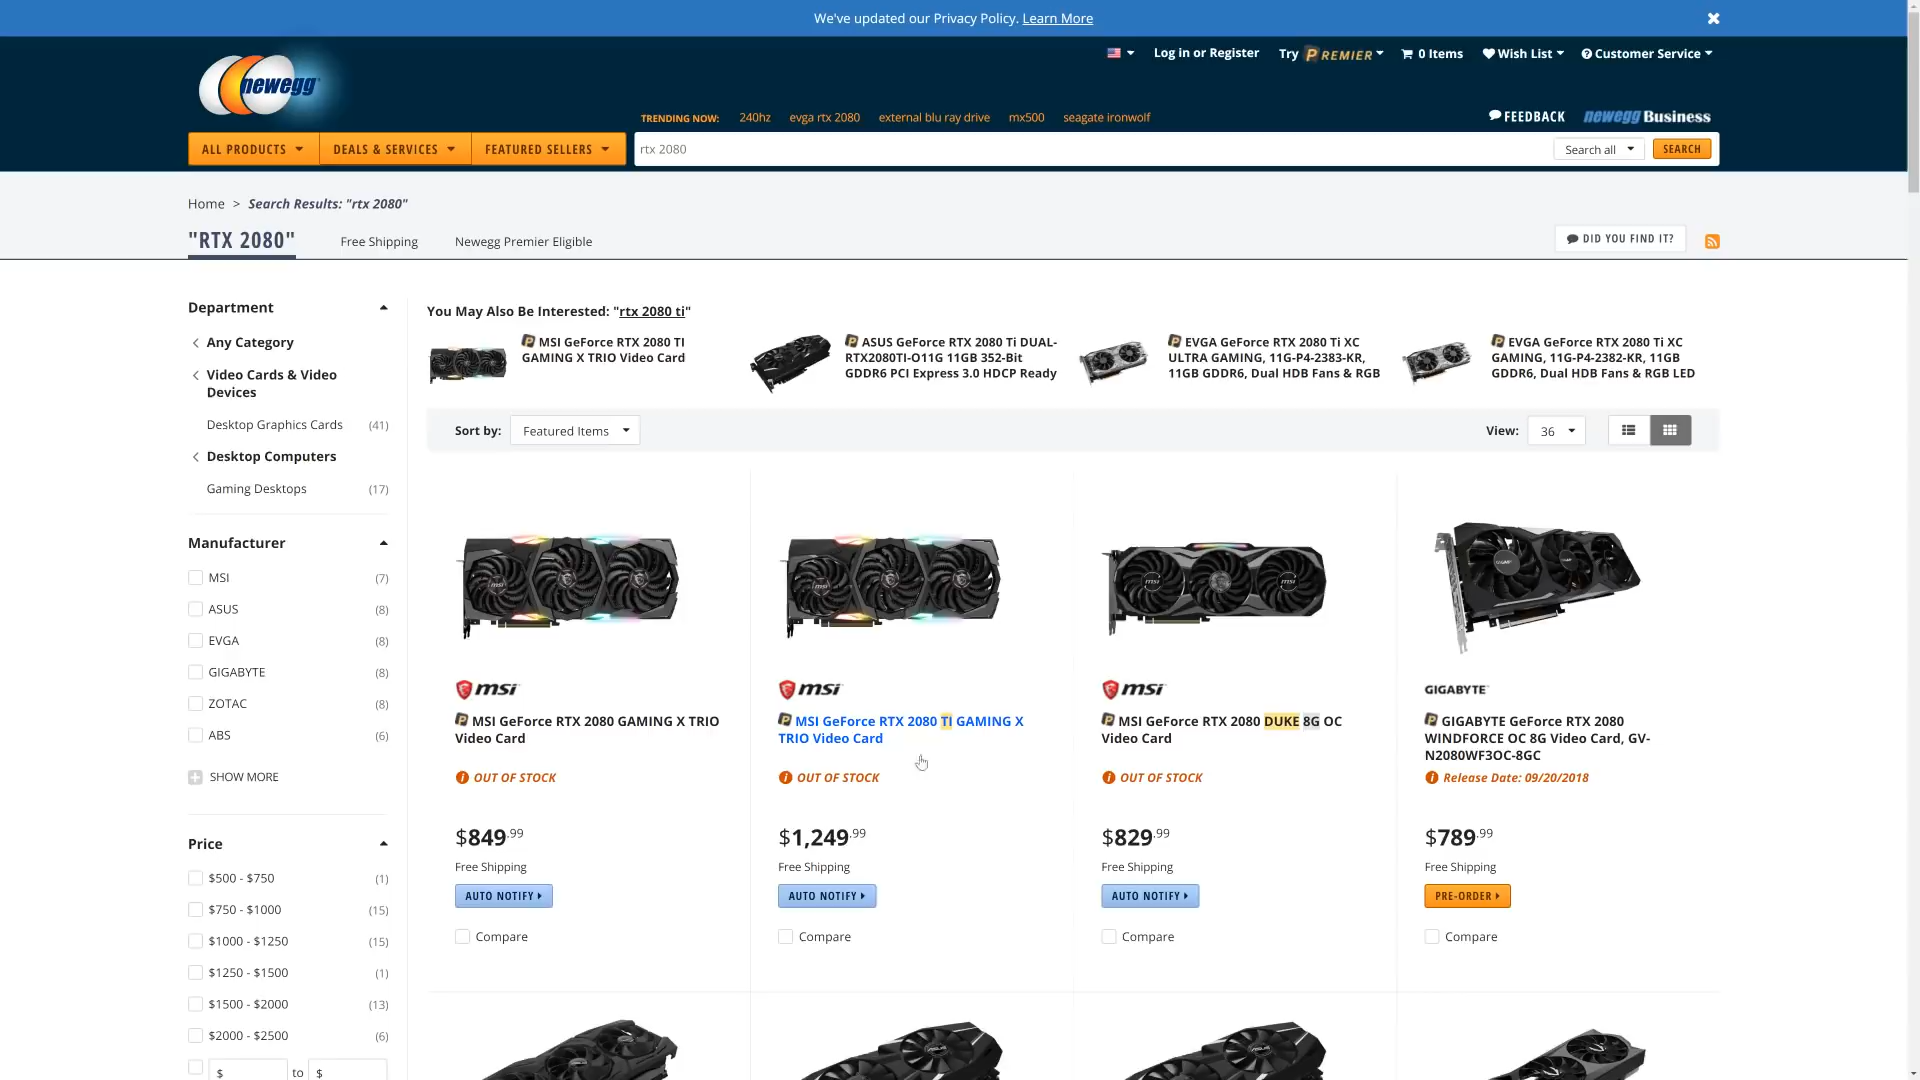 We've updated our Privacy Policy. Learn More
newegg
Log in or Register
Try PREMIER
0 Items
Wish List
Customer Service
TRENDING NOW: 240hz evga rtx 2080 external blu ray drive mx500 seagate ironwolf
FEEDBACK
newegg Business
ALL PRODUCTS
DEALS & SERVICES
FEATURED SELLERS
rtx 2080
Search all
SEARCH
Home > Search Results: "rtx 2080"
"RTX 2080"
Free Shipping
Newegg Premier Eligible
DID YOU FIND IT?
Department
Any Category
Video Cards & Video
Devices
Desktop Graphics Cards (41)
Desktop Computers
Gaming Desktops (17)
Manufacturer
MSI (7)
ASUS (8)
EVGA (8)
GIGABYTE (8)
ZOTAC (8)
ABS (6)
SHOW MORE
Price
$500 - $750 (1)
$750 - $1000 (15)
$1000 - $1250 (15)
$1250 - $1500 (1)
$1500 - $2000 (13)
$2000 - $2500 (6)
$ to $
You May Also Be Interested: "rtx 2080 ti"
MSI GeForce RTX 2080 TI
GAMING X TRIO Video Card
ASUS GeForce RTX 2080 Ti DUAL-
RTX2080TI-O11G 11GB 352-Bit
GDDR6 PCI Express 3.0 HDCP Ready
EVGA GeForce RTX 2080 Ti XC
ULTRA GAMING, 11G-P4-2383-KR,
11GB GDDR6, Dual HDB Fans & RGB
EVGA GeForce RTX 2080 Ti XC
GAMING, 11G-P4-2382-KR, 11GB
GDDR6, Dual HDB Fans & RGB LED
Sort by: Featured Items
View: 36
msi
MSI GeForce RTX 2080 GAMING X TRIO
Video Card
OUT OF STOCK
$849.99
Free Shipping
AUTO NOTIFY
Compare
msi
MSI GeForce RTX 2080 TI GAMING X
TRIO Video Card
OUT OF STOCK
$1,249.99
Free Shipping
AUTO NOTIFY
Compare
msi
MSI GeForce RTX 2080 DUKE 8G OC
Video Card
OUT OF STOCK
$829.99
Free Shipping
AUTO NOTIFY
Compare
GIGABYTE
GIGABYTE GeForce RTX 2080
WINDFORCE OC 8G Video Card, GV-
N2080WF3OC-8GC
Release Date: 09/20/2018
$789.99
Free Shipping
PRE-ORDER
Compare